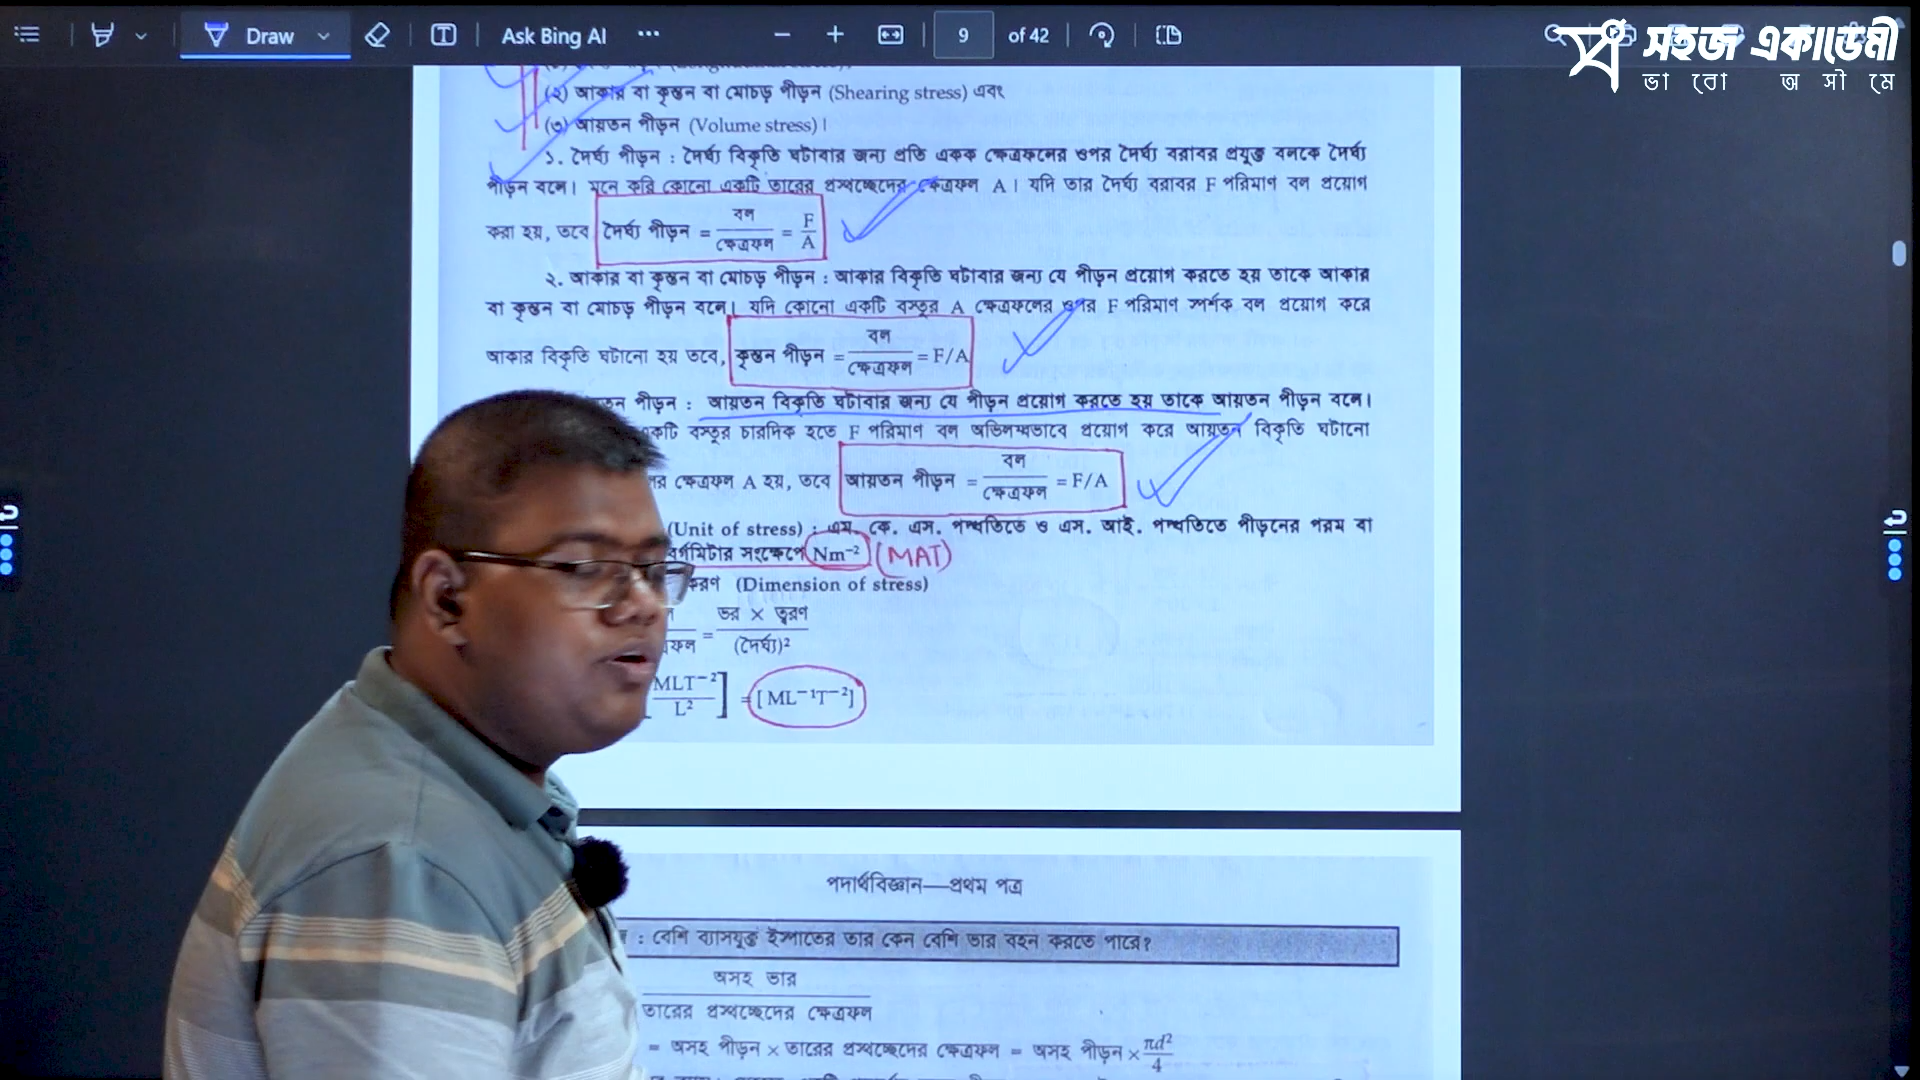 Draw
Ask Bing AI
9 of 42
সহজ একাডেমী
ভাবো অসীমে
(২) আকার বা কৃন্তন বা মোচড় পীড়ন (Shearing stress) এবং
(৩) আয়তন পীড়ন (Volume stress)।
১. দৈর্ঘ্য পীড়ন : দৈর্ঘ্য বিকৃতি ঘটাবার জন্য প্রতি একক ক্ষেত্রফলের ওপর দৈর্ঘ্য বরাবর প্রযুক্ত বলকে দৈর্ঘ্য
পীড়ন বলে। মনে করি কোনো একটি তারের প্রস্থচ্ছেদের ক্ষেত্রফল A। যদি তার দৈর্ঘ্য বরাবর F পরিমাণ বল প্রয়োগ
করা হয়, তবে দৈর্ঘ্য পীড়ন = বল/ক্ষেত্রফল = F/A
২. আকার বা কৃন্তন বা মোচড় পীড়ন : আকার বিকৃতি ঘটাবার জন্য যে পীড়ন প্রয়োগ করতে হয় তাকে আকার
বা কৃন্তন বা মোচড় পীড়ন বলে। যদি কোনো একটি বস্তুর A ক্ষেত্রফলের ওপর F পরিমাণ স্পর্শক বল প্রয়োগ করে
আকার বিকৃতি ঘটানো হয় তবে, কৃন্তন পীড়ন = বল/ক্ষেত্রফল = F/A
পীড়ন : আয়তন বিকৃতি ঘটাবার জন্য যে পীড়ন প্রয়োগ করতে হয় তাকে আয়তন পীড়ন বলে।
একটি বস্তুর চারদিক হতে F পরিমাণ বল অভিলম্বভাবে প্রয়োগ করে আয়তন বিকৃতি ঘটানো
ক্ষেত্রফল A হয়, তবে আয়তন পীড়ন = বল/ক্ষেত্রফল = F/A
(Unit of stress) : এম. কে. এস. পদ্ধতিতে ও এস. আই. পদ্ধতিতে পীড়নের পরম বা
বর্গমিটার সংক্ষেপে Nm⁻² (MAT)
(Dimension of stress)
= ভর × ত্বরণ/(দৈর্ঘ্য)²
[MLT⁻²/L²] = [ML⁻¹T⁻²]
পদার্থবিজ্ঞান—প্রথম পত্র
: বেশি ব্যাসযুক্ত ইস্পাতের তার কেন বেশি ভার বহন করতে পারে?
অসহ ভার
তারের প্রস্থচ্ছেদের ক্ষেত্রফল
= অসহ পীড়ন × তারের প্রস্থচ্ছেদের ক্ষেত্রফল = অসহ পীড়ন × πd²/4